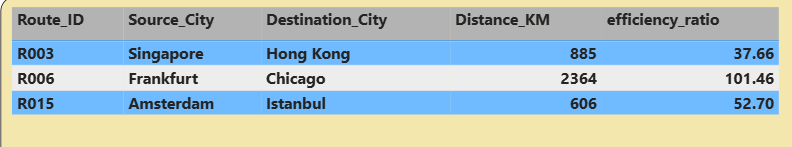 Route_ID Source_City Destination_City Distance_KM efficiency_ratio
R003 Singapore Hong Kong 885 37.66
R006 Frankfurt Chicago 2364 101.46
R015 Amsterdam Istanbul 606 52.70